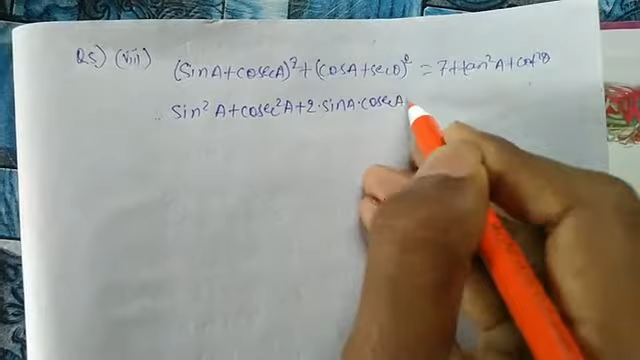 Q5) (viii) (sinA+cosecA)²+(cosA+secA)² = 7+tan²A+cot²A
sin²A+cosec²A+2·sinA·cosecA